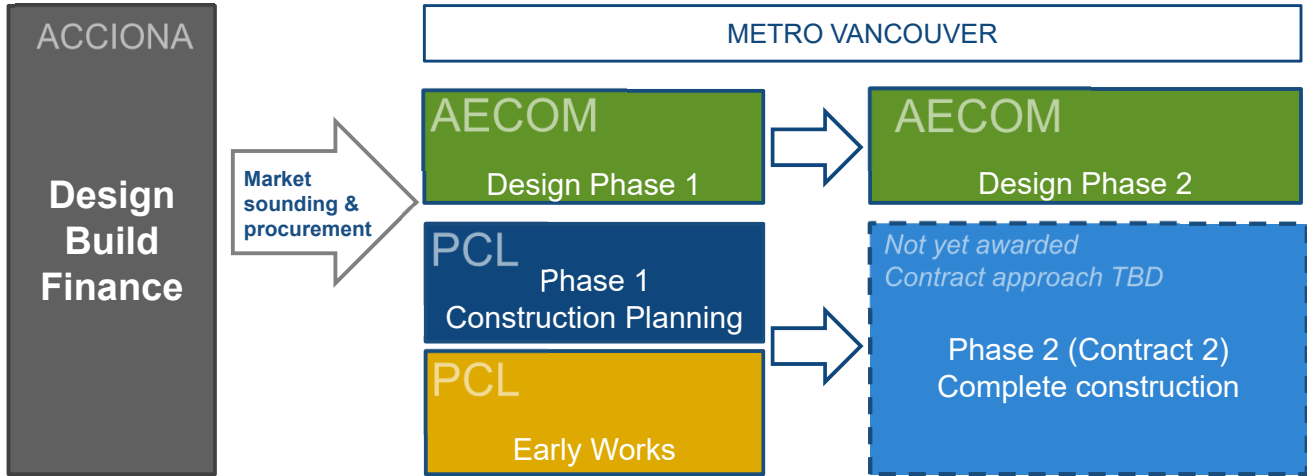 ACCIONA
Design
Build
Finance
Market
sounding &
procurement
METRO VANCOUVER
AECOM
Design Phase 1
AECOM
Design Phase 2
PCL
Phase 1
Construction Planning
PCL
Early Works
Not yet awarded
Contract approach TBD
Phase 2 (Contract 2)
Complete construction